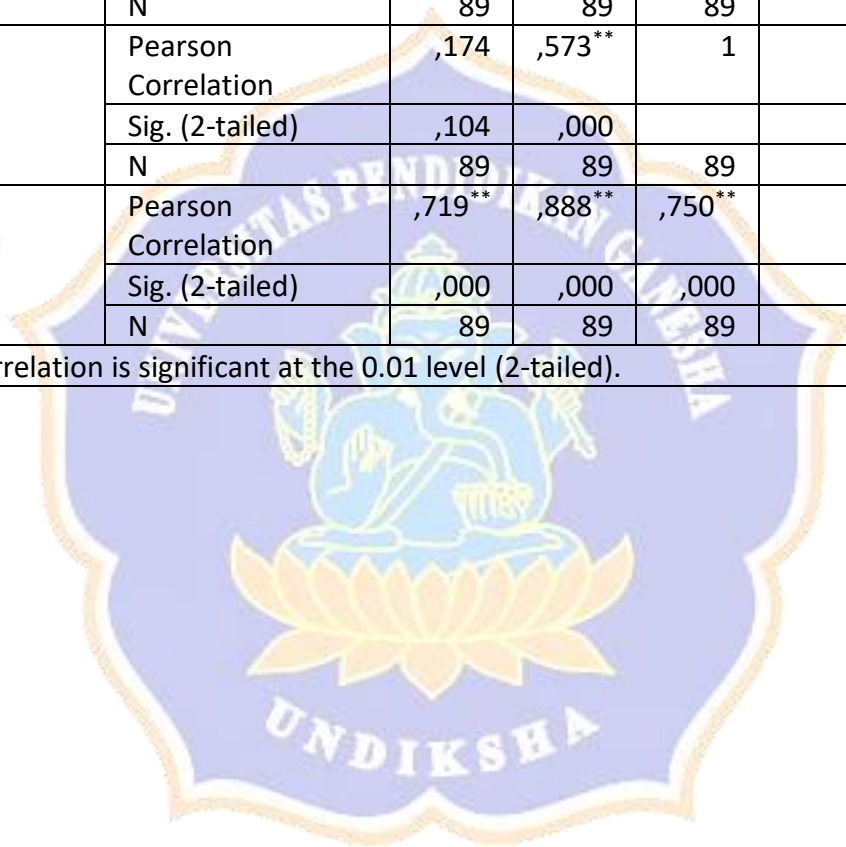 N 89 89 89
Pearson ,174 ,573** 1
Correlation
Sig. (2-tailed) ,104 ,000
N 89 89 89
Pearson ,719** ,888** ,750**
Correlation
Sig. (2-tailed) ,000 ,000 ,000
N 89 89 89
relation is significant at the 0.01 level (2-tailed).
UNIVERSITAS PENDIDIKAN GANESHA
UNDIKSHA